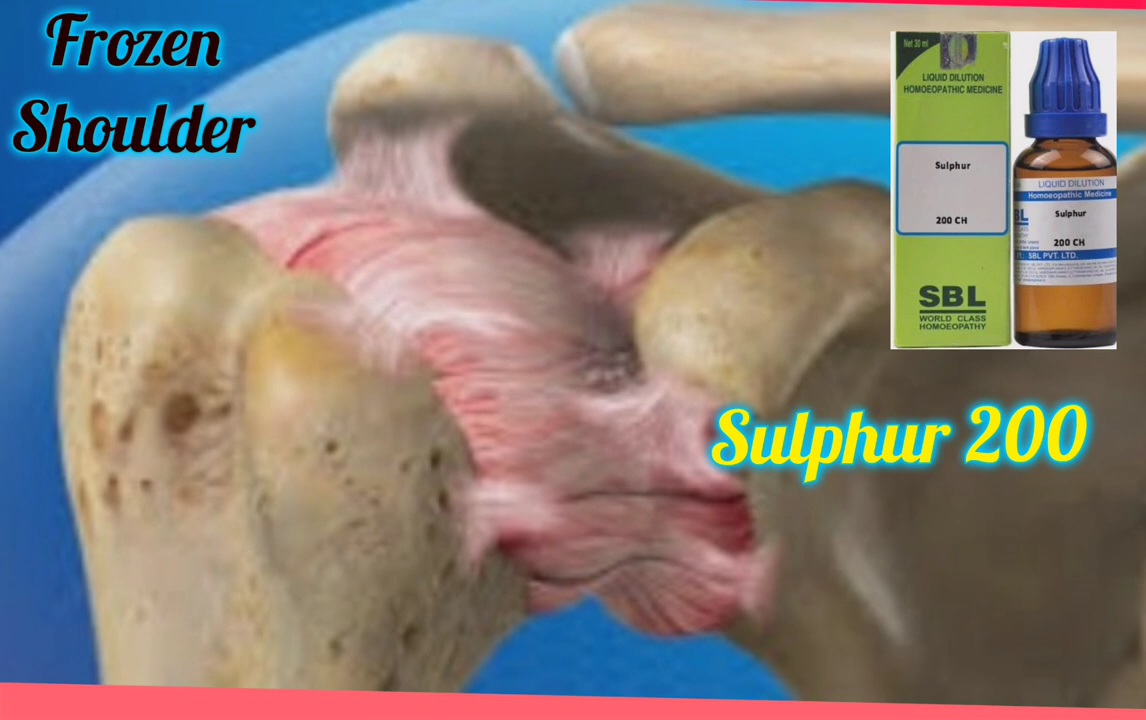 Frozen
Shoulder
Net 30 ml
LIQUID DILUTION
HOMOEOPATHIC MEDICINE
Sulphur
200 CH
SBL
WORLD CLASS
HOMOEOPATHY
LIQUID DILUTION
Homoeopathic Medicine
BL
Sulphur
200 CH
SBL PVT. LTD.
Sulphur 200